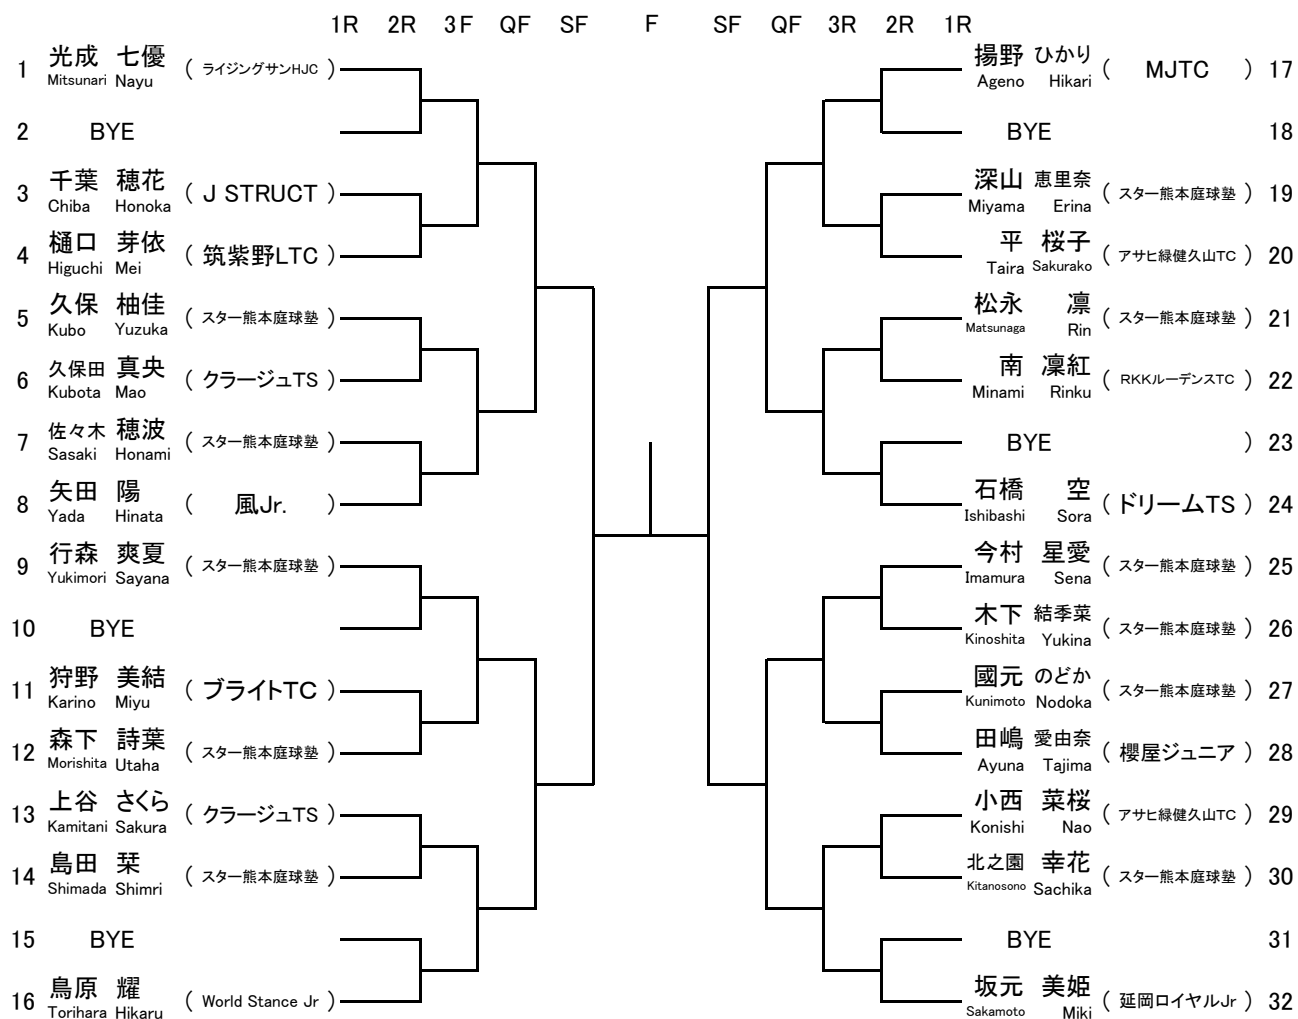 1R 2R 3F QF SF F SF QF 3R 2R 1R
1 光成 七優 ( ライジングサンHJC )
Mitsunari Nayu
2 BYE
3 千葉 穂花 ( J STRUCT )
Chiba Honoka
4 樋口 芽依 ( 筑紫野LTC )
Higuchi Mei
5 久保 柚佳 ( スター熊本庭球塾 )
Kubo Yuzuka
6 久保田 真央 ( クラージュTS )
Kubota Mao
7 佐々木 穂波 ( スター熊本庭球塾 )
Sasaki Honami
8 矢田 陽 ( 風Jr. )
Yada Hinata
9 行森 爽夏 ( スター熊本庭球塾 )
Yukimori Sayana
10 BYE
11 狩野 美結 ( ブライトTC )
Karino Miyu
12 森下 詩葉 ( スター熊本庭球塾 )
Morishita Utaha
13 上谷 さくら ( クラージュTS )
Kamitani Sakura
14 島田 栞 ( スター熊本庭球塾 )
Shimada Shimri
15 BYE
16 鳥原 耀 ( World Stance Jr )
Torihara Hikaru
揚野 ひかり ( MJTC ) 17
Ageno Hikari
BYE 18
深山 恵里奈 ( スター熊本庭球塾 ) 19
Miyama Erina
平 桜子 ( アサヒ緑健久山TC ) 20
Taira Sakurako
松永 凛 ( スター熊本庭球塾 ) 21
Matsunaga Rin
南 凜紅 ( RKKルーデンスTC ) 22
Minami Rinku
BYE ) 23
石橋 空 ( ドリームTS ) 24
Ishibashi Sora
今村 星愛 ( スター熊本庭球塾 ) 25
Imamura Sena
木下 結季菜 ( スター熊本庭球塾 ) 26
Kinoshita Yukina
國元 のどか ( スター熊本庭球塾 ) 27
Kunimoto Nodoka
田嶋 愛由奈 ( 櫻屋ジュニア ) 28
Ayuna Tajima
小西 菜桜 ( アサヒ緑健久山TC ) 29
Konishi Nao
北之園 幸花 ( スター熊本庭球塾 ) 30
Kitanosono Sachika
BYE 31
坂元 美姫 ( 延岡ロイヤルJr ) 32
Sakamoto Miki